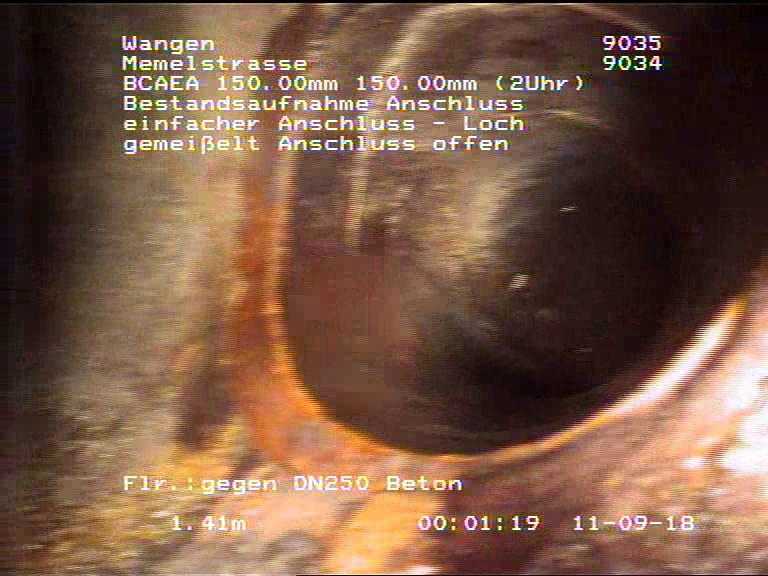 Wangen 9035
Memelstrasse 9034
BCAEA 150.00mm 150.00mm (2Uhr)
Bestandsaufnahme Anschluss
einfacher Anschluss - Loch
gemeißelt Anschluss offen
Flr.:gegen DN250 Beton
1.41m 00:01:19 11-09-18